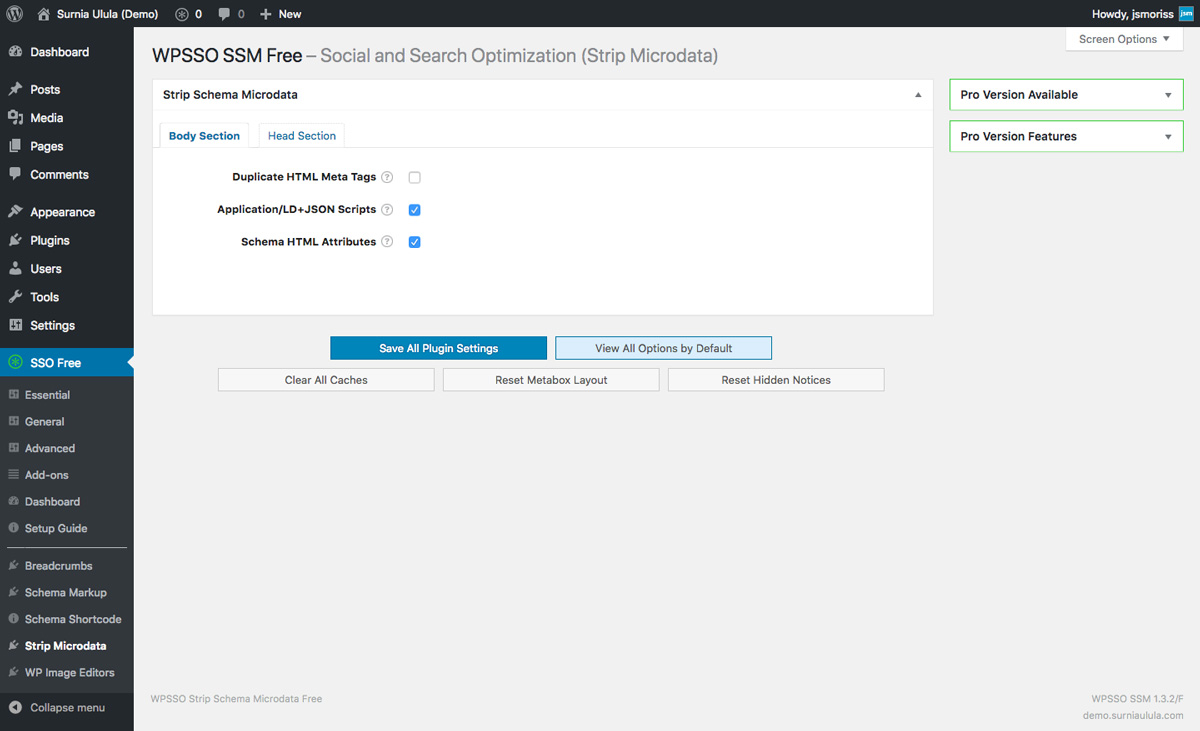 Surnia Ulula (Demo) 0 0 New Howdy, jsmoriss jsm
Screen Options
Dashboard
Posts
Media
Pages
Comments
Appearance
Plugins
Users
Tools
Settings
SSO Free
Essential
General
Advanced
Add-ons
Dashboard
Setup Guide
Breadcrumbs
Schema Markup
Schema Shortcode
Strip Microdata
WP Image Editors
Collapse menu
WPSSO SSM Free – Social and Search Optimization (Strip Microdata)
Strip Schema Microdata
Body Section Head Section
Duplicate HTML Meta Tags ?
Application/LD+JSON Scripts ?
Schema HTML Attributes ?
Save All Plugin Settings View All Options by Default
Clear All Caches Reset Metabox Layout Reset Hidden Notices
Pro Version Available
Pro Version Features
WPSSO Strip Schema Microdata Free WPSSO SSM 1.3.2/F
demo.surniaulula.com